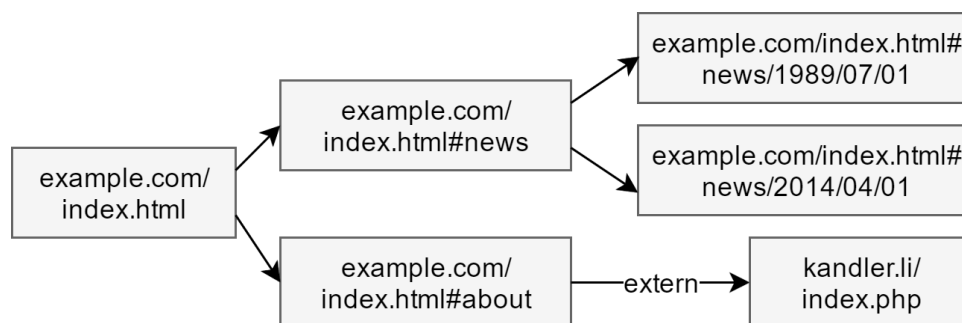 example.com/
index.html
example.com/
index.html#news
example.com/index.html#
news/1989/07/01
example.com/index.html#
news/2014/04/01
example.com/
index.html#about
extern
kandler.li/
index.php